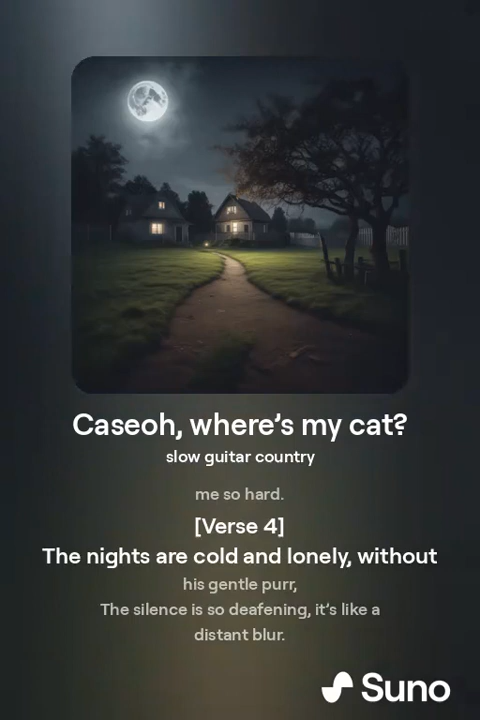 Caseoh, where's my cat?
slow guitar country
me so hard.
[Verse 4]
The nights are cold and lonely, without
his gentle purr,
The silence is so deafening, it's like a
distant blur.
Suno